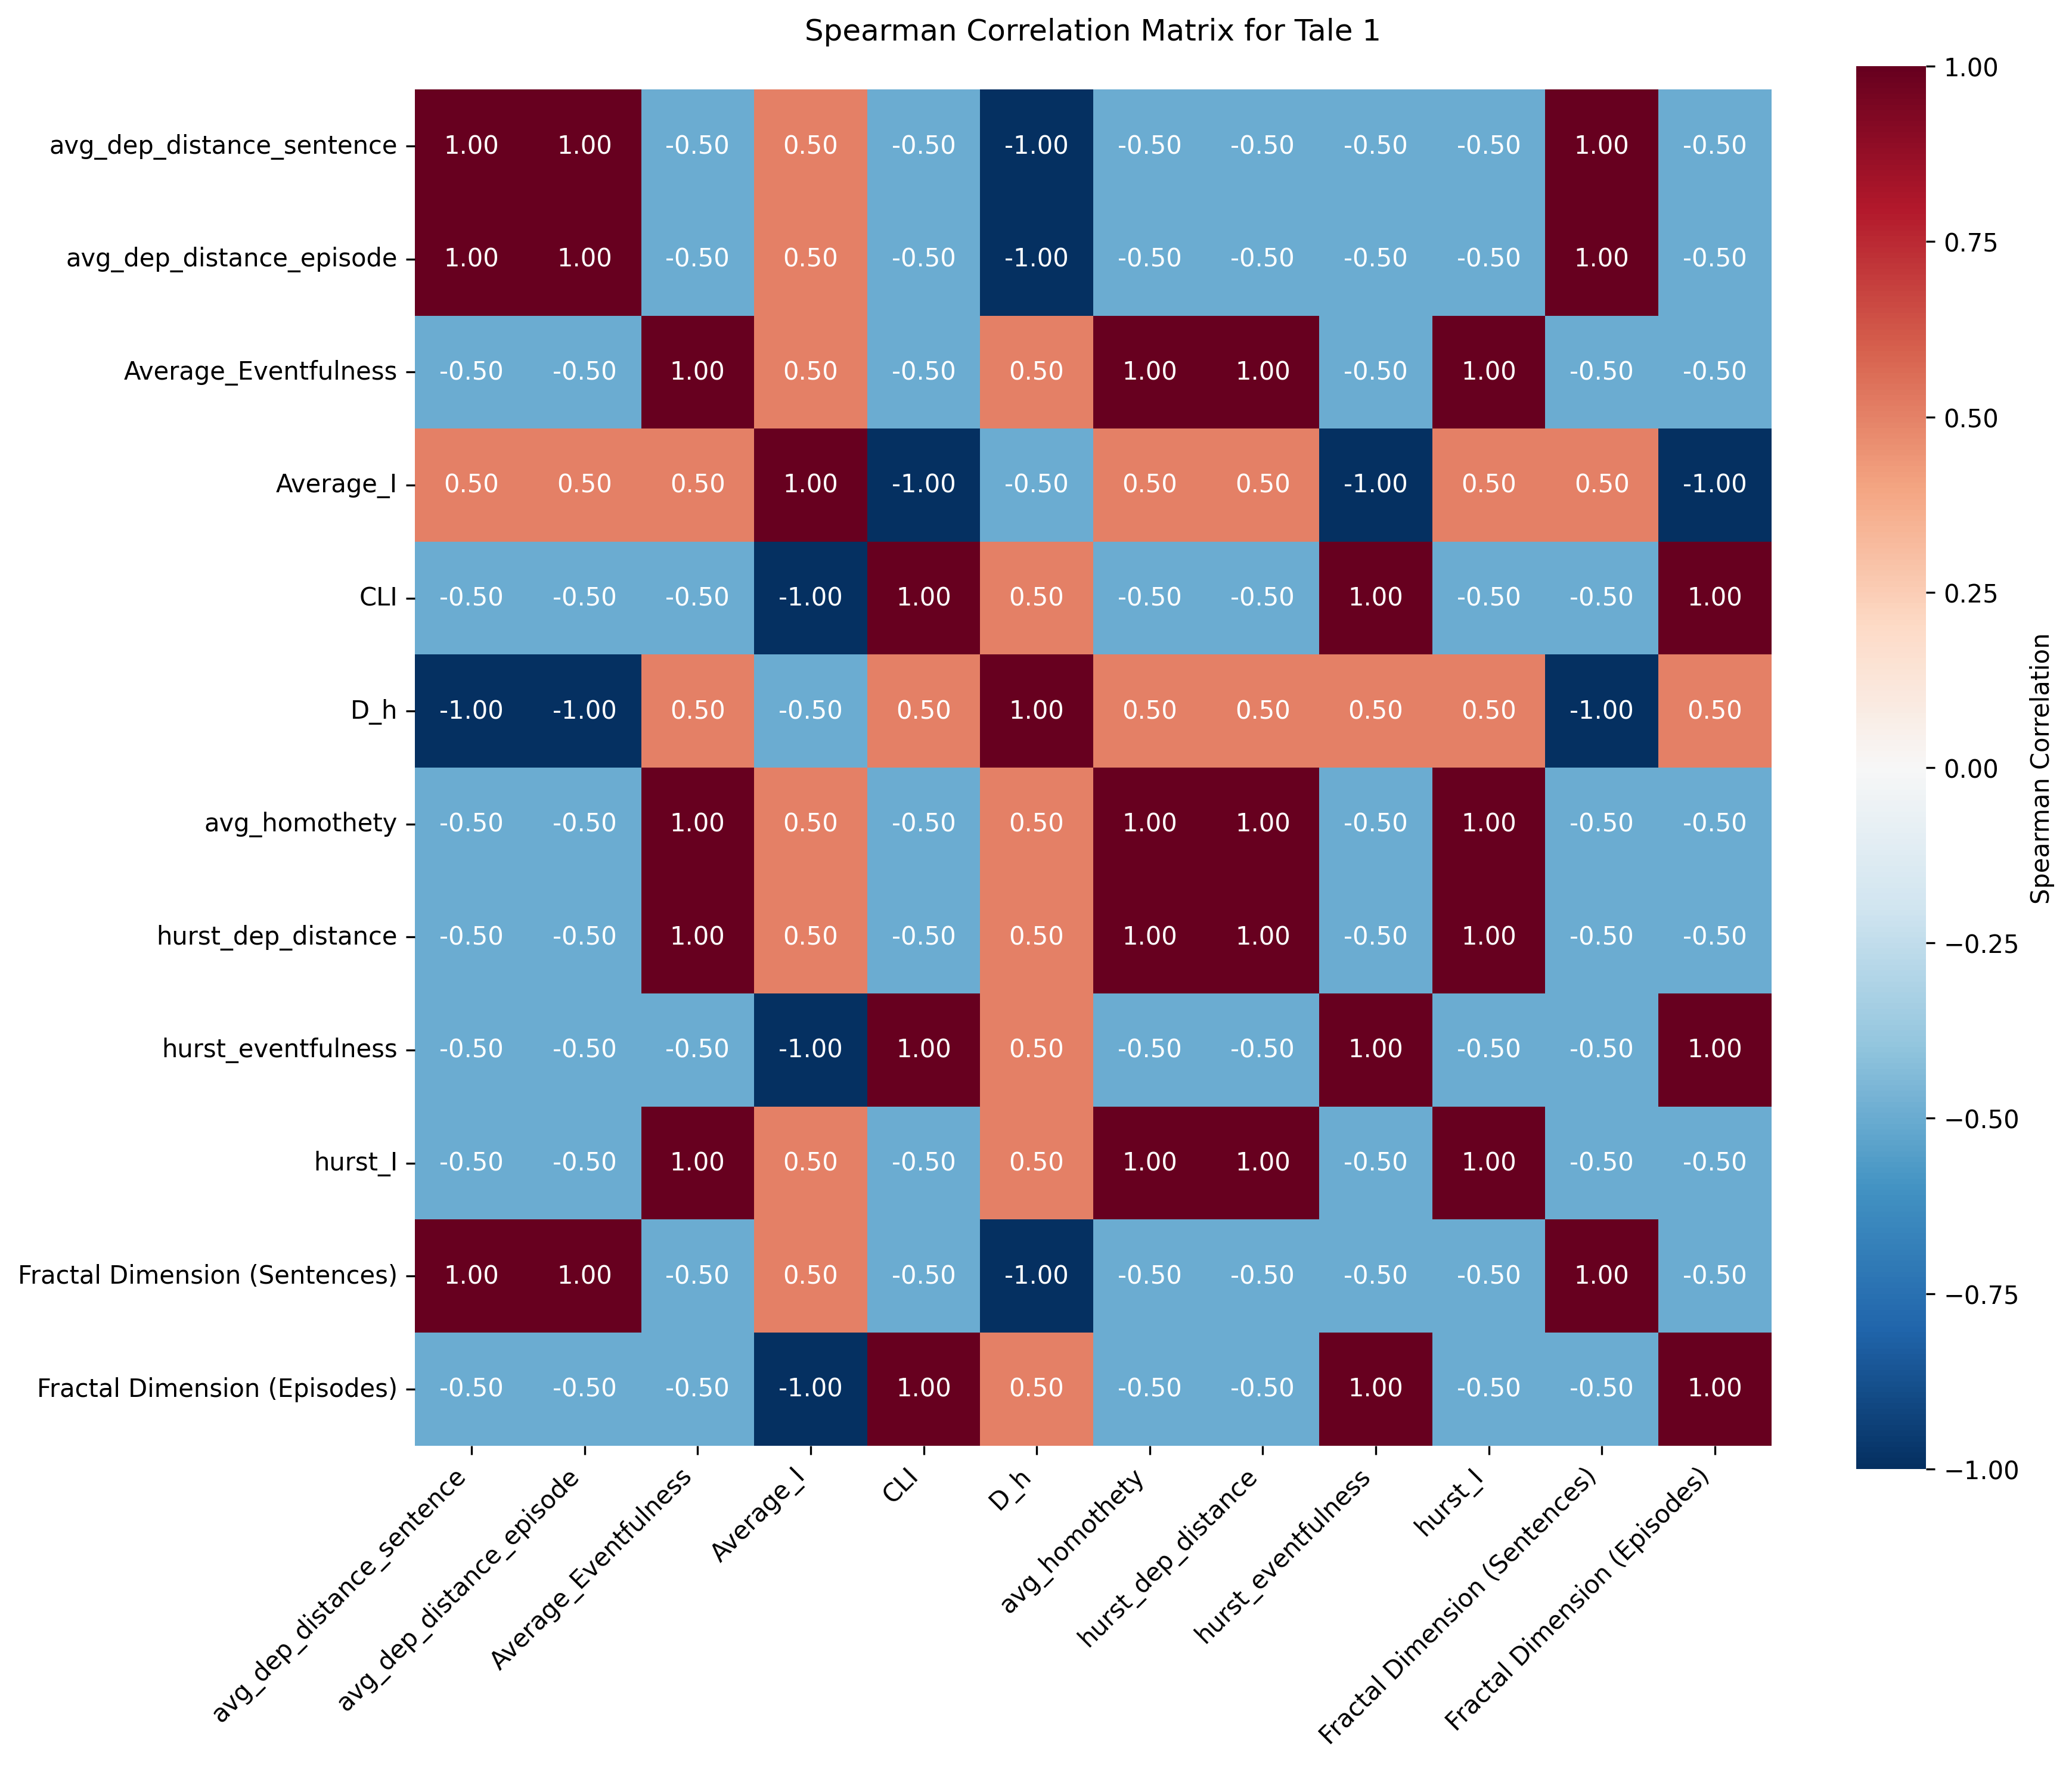 Spearman Correlation Matrix for Tale 1
avg_dep_distance_sentence 1.00 1.00 -0.50 0.50 -0.50 -1.00 -0.50 -0.50 -0.50 -0.50 1.00 -0.50
avg_dep_distance_episode 1.00 1.00 -0.50 0.50 -0.50 -1.00 -0.50 -0.50 -0.50 -0.50 1.00 -0.50
Average_Eventfulness -0.50 -0.50 1.00 0.50 -0.50 0.50 1.00 1.00 -0.50 1.00 -0.50 -0.50
Average_I 0.50 0.50 0.50 1.00 -1.00 -0.50 0.50 0.50 -1.00 0.50 0.50 -1.00
CLI -0.50 -0.50 -0.50 -1.00 1.00 0.50 -0.50 -0.50 1.00 -0.50 -0.50 1.00
D_h -1.00 -1.00 0.50 -0.50 0.50 1.00 0.50 0.50 0.50 0.50 -1.00 0.50
avg_homothety -0.50 -0.50 1.00 0.50 -0.50 0.50 1.00 1.00 -0.50 1.00 -0.50 -0.50
hurst_dep_distance -0.50 -0.50 1.00 0.50 -0.50 0.50 1.00 1.00 -0.50 1.00 -0.50 -0.50
hurst_eventfulness -0.50 -0.50 -0.50 -1.00 1.00 0.50 -0.50 -0.50 1.00 -0.50 -0.50 1.00
hurst_I -0.50 -0.50 1.00 0.50 -0.50 0.50 1.00 1.00 -0.50 1.00 -0.50 -0.50
Fractal Dimension (Sentences) 1.00 1.00 -0.50 0.50 -0.50 -1.00 -0.50 -0.50 -0.50 -0.50 1.00 -0.50
Fractal Dimension (Episodes) -0.50 -0.50 -0.50 -1.00 1.00 0.50 -0.50 -0.50 1.00 -0.50 -0.50 1.00
avg_dep_distance_sentence
avg_dep_distance_episode
Average_Eventfulness
Average_I
CLI
D_h
avg_homothety
hurst_dep_distance
hurst_eventfulness
hurst_I
Fractal Dimension (Sentences)
Fractal Dimension (Episodes)
1.00
0.75
0.50
0.25
0.00
−0.25
−0.50
−0.75
−1.00
Spearman Correlation